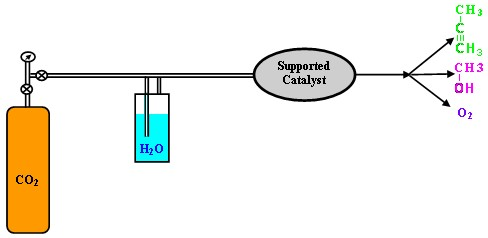 CH3
C
CH3
CH3
OH
O2
Supported
Catalyst
H2O
CO2